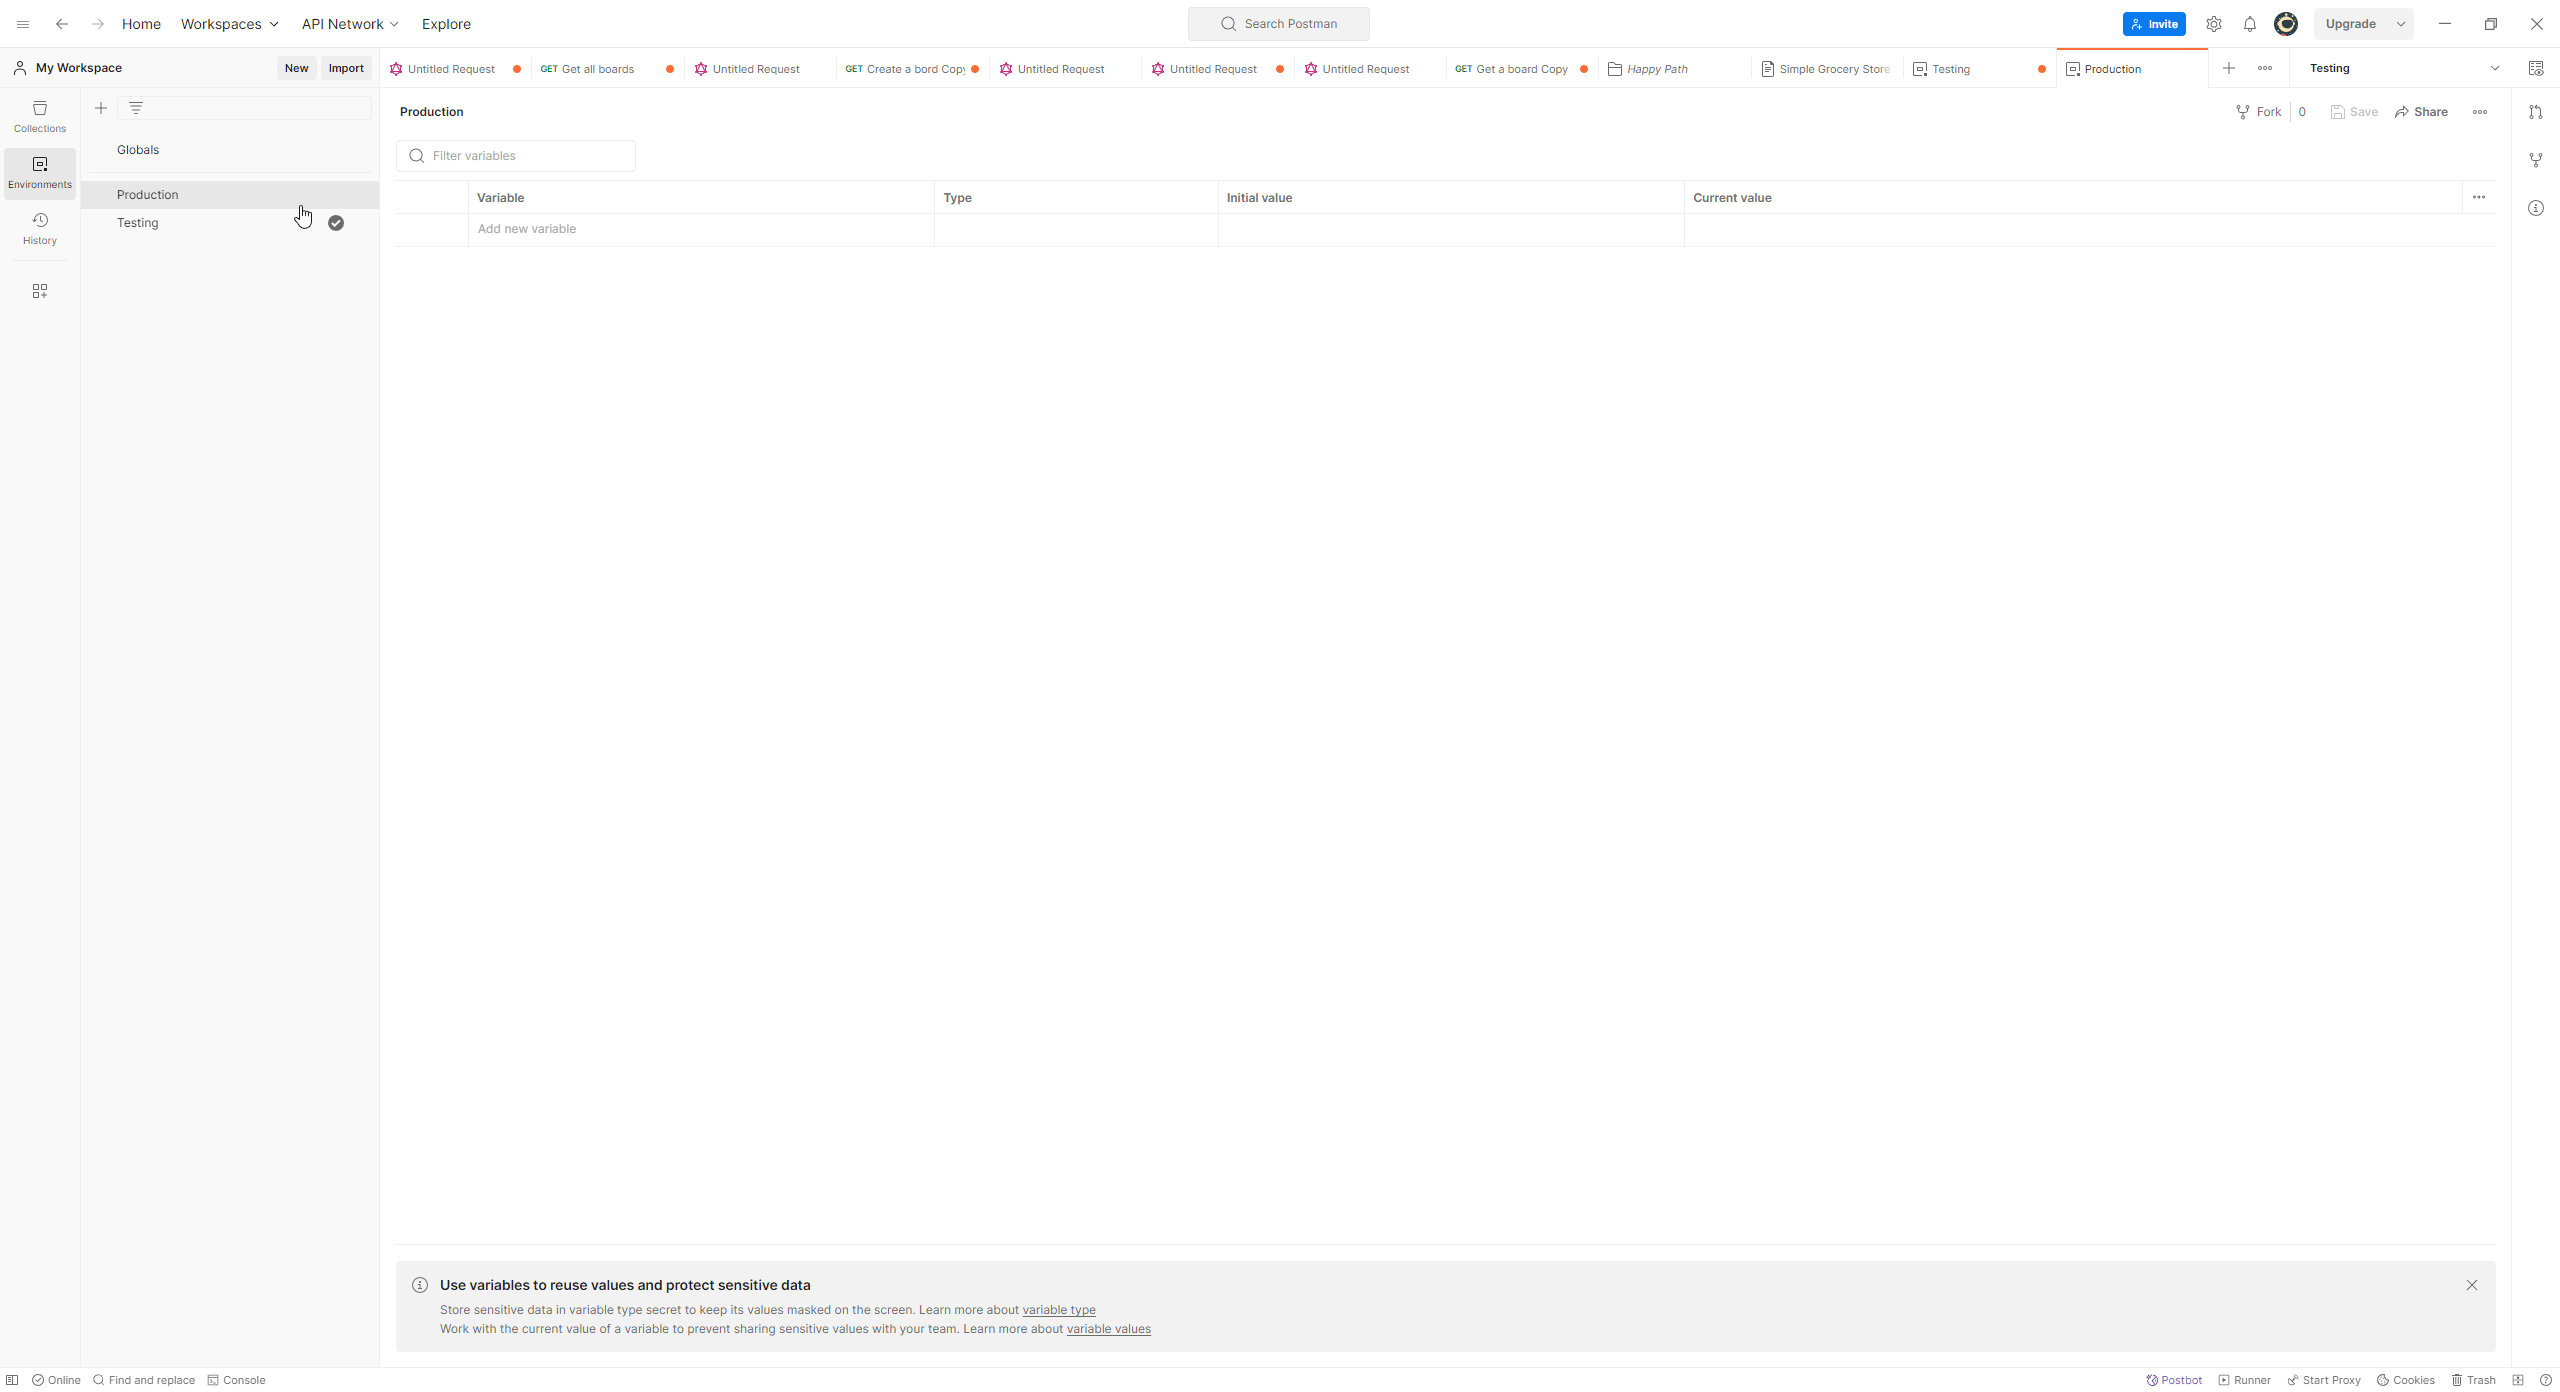 Home Workspaces API Network Explore Search Postman Invite Upgrade
My Workspace New Import Untitled Request GET Get all boards Untitled Request GET Create a bord Copy Untitled Request Untitled Request Untitled Request GET Get a board Copy Happy Path Simple Grocery Store Testing Production Testing
Collections
Environments
History
Globals
Production
Testing
Production Fork 0 Save Share
Filter variables
Variable Type Initial value Current value
Add new variable
Use variables to reuse values and protect sensitive data
Store sensitive data in variable type secret to keep its values masked on the screen. Learn more about variable type
Work with the current value of a variable to prevent sharing sensitive values with your team. Learn more about variable values
Online Find and replace Console Postbot Runner Start Proxy Cookies Trash